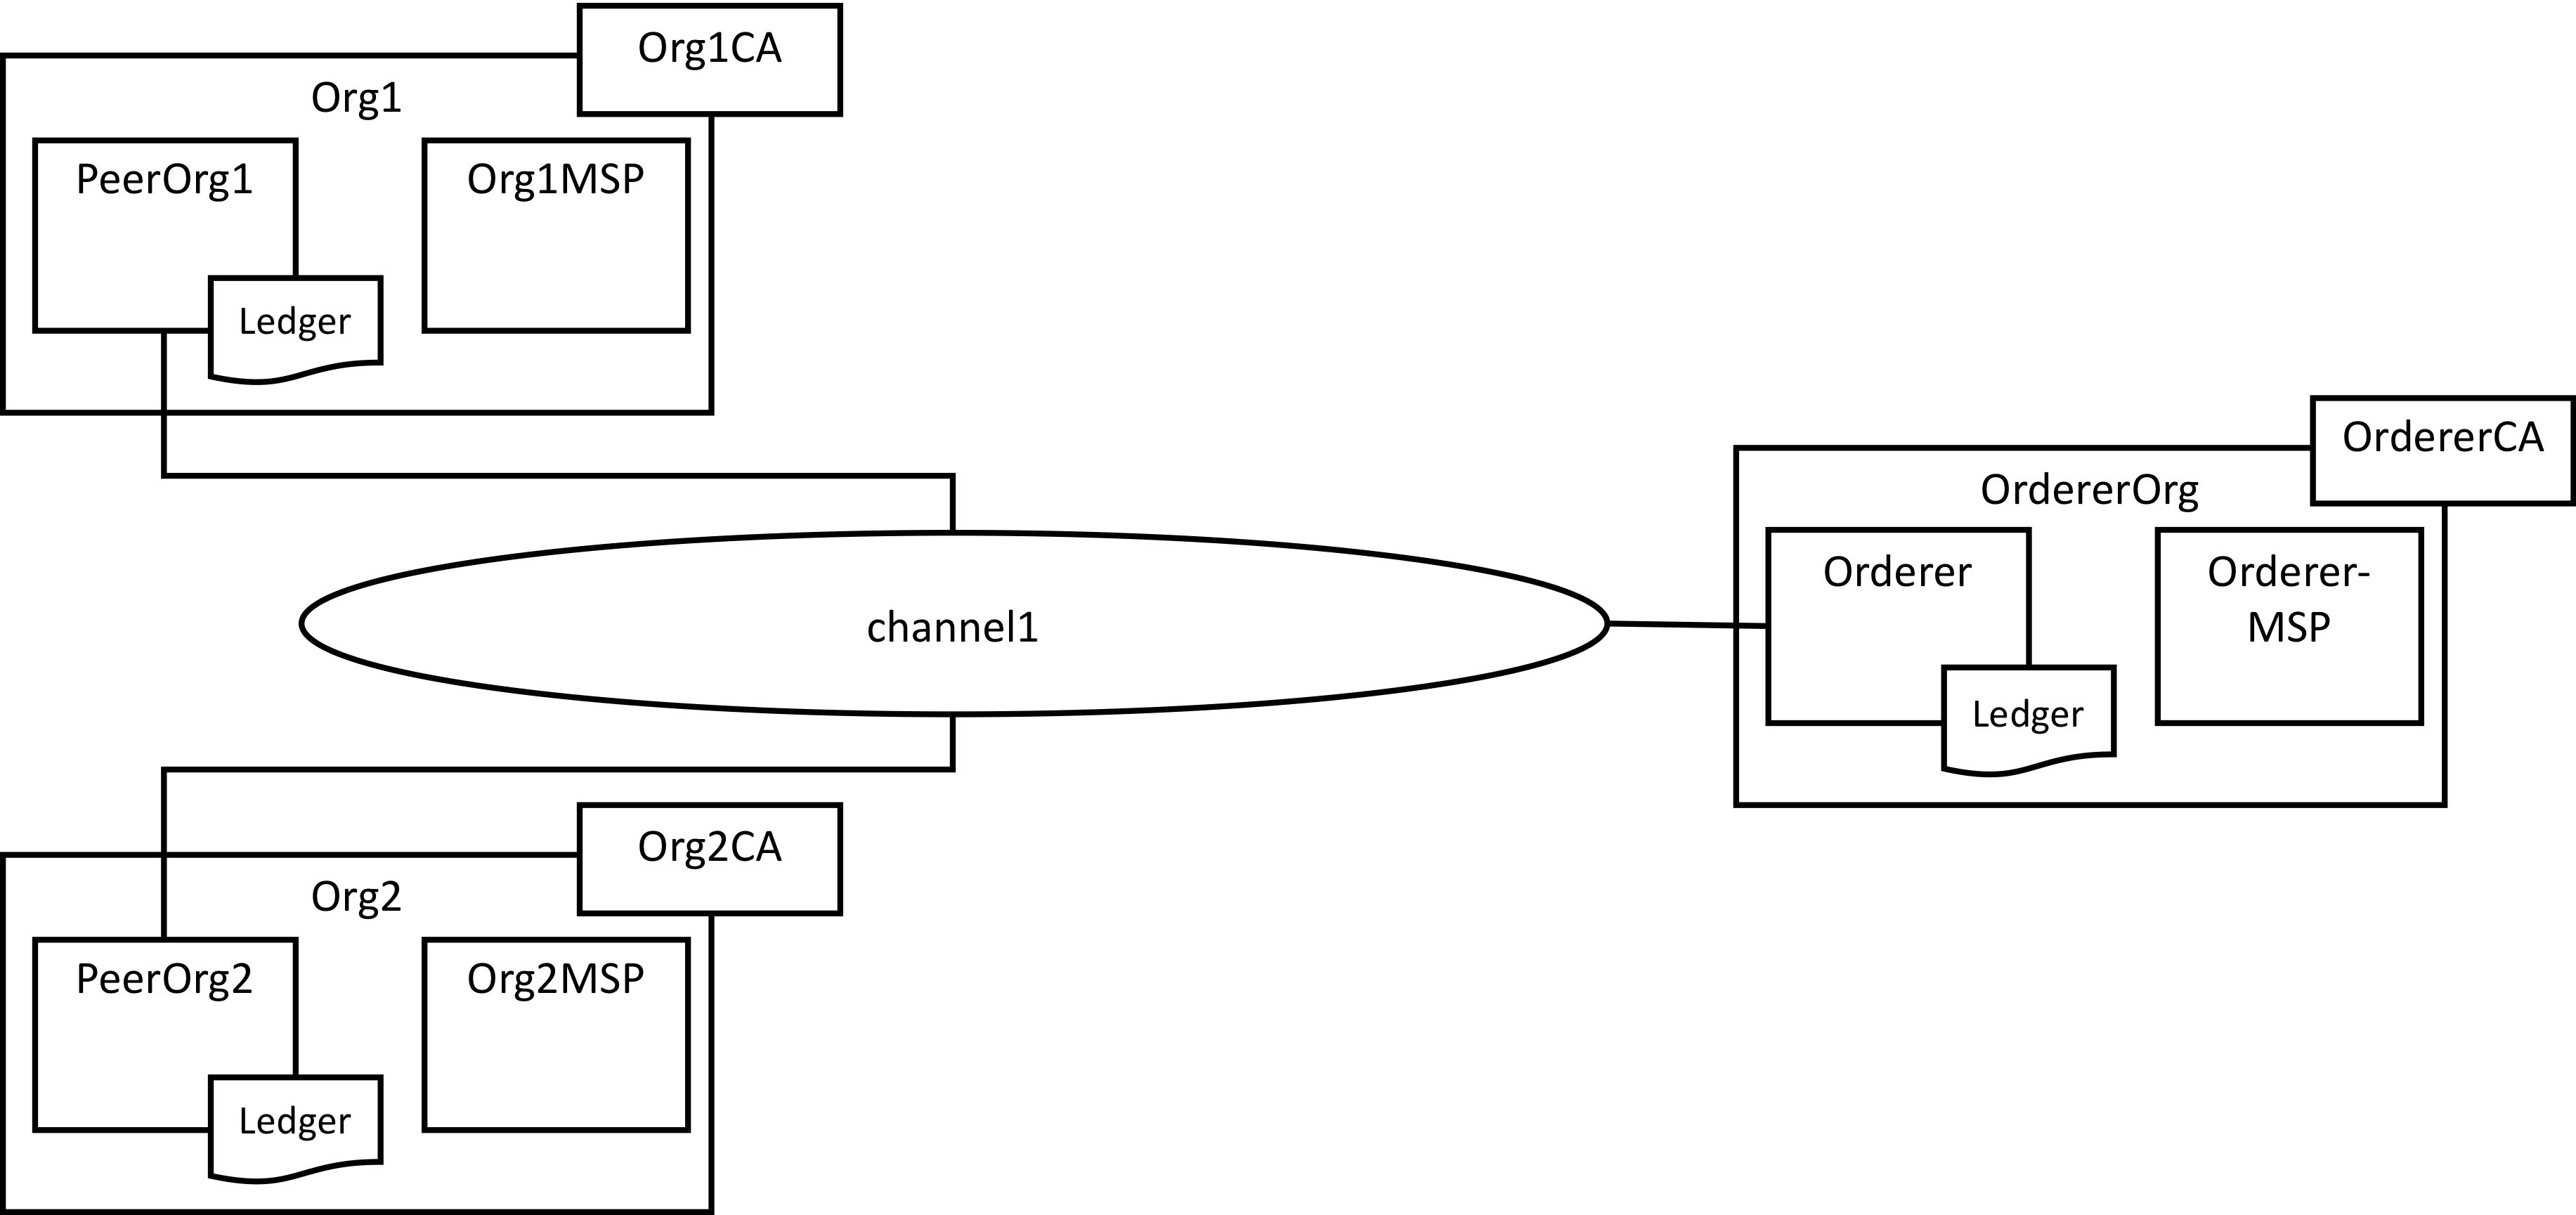 Org1CA
Org1
PeerOrg1
Org1MSP
Ledger
channel1
OrdererCA
OrdererOrg
Orderer
Orderer-
MSP
Ledger
Org2CA
Org2
PeerOrg2
Org2MSP
Ledger